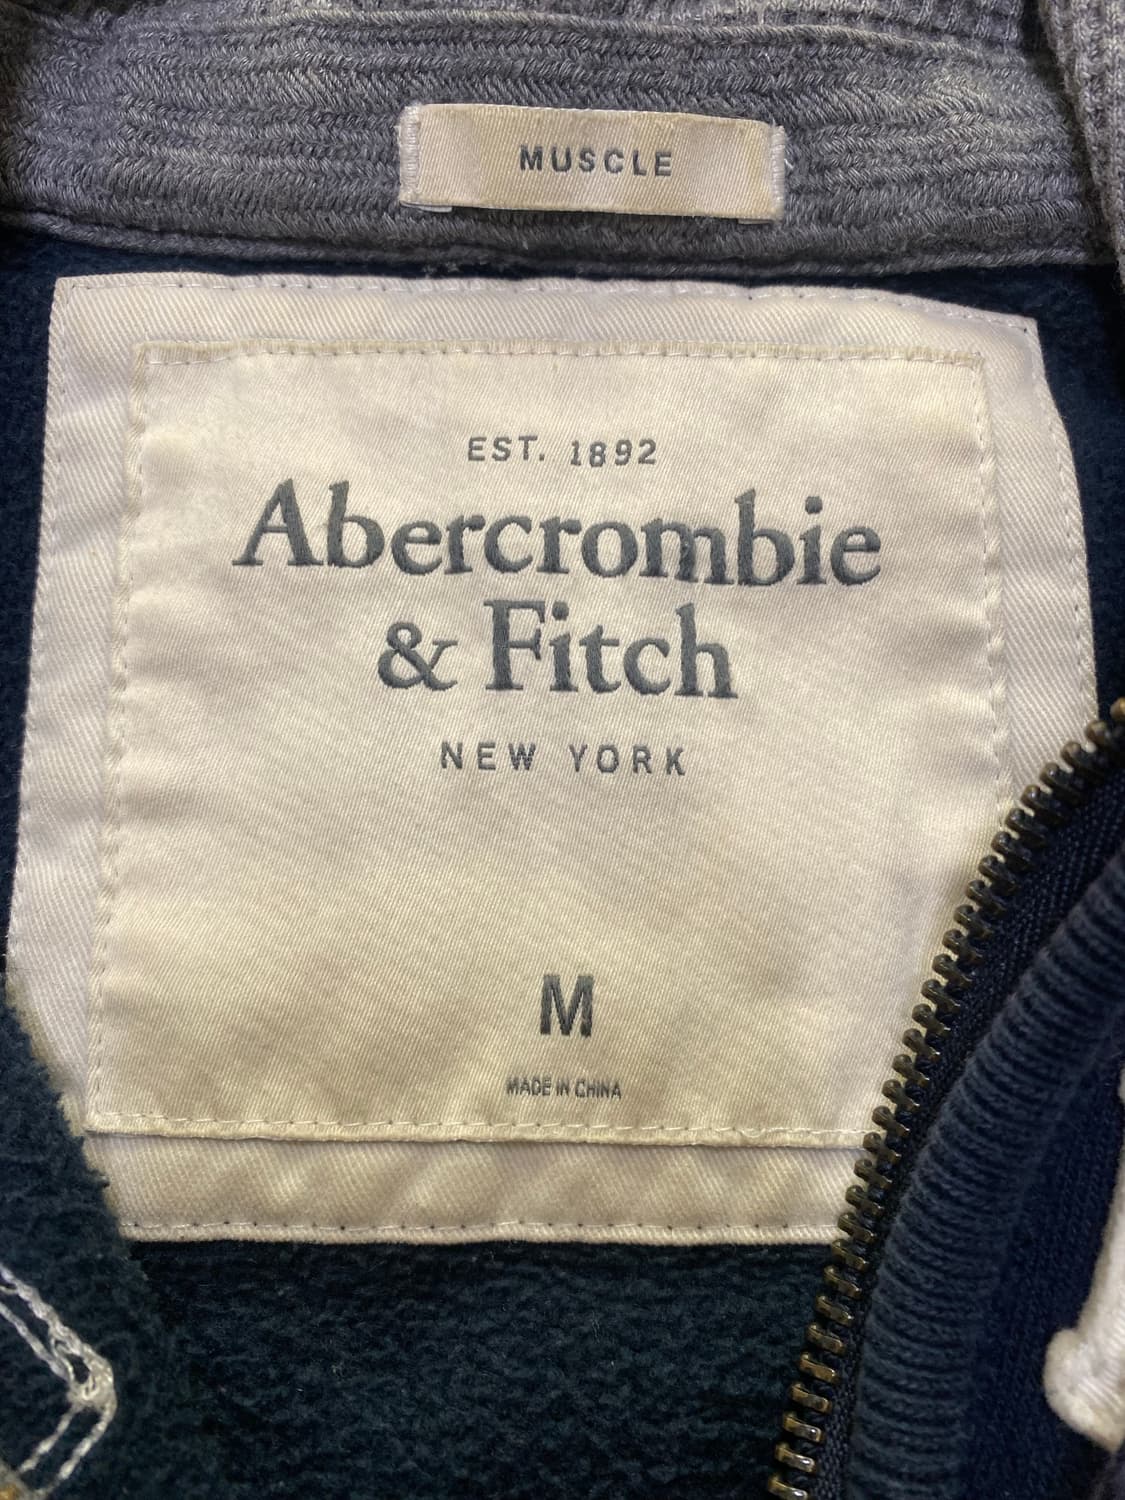 MUSCLE
EST. 1892
Abercrombie
& Fitch
NEW YORK
M
MADE IN CHINA